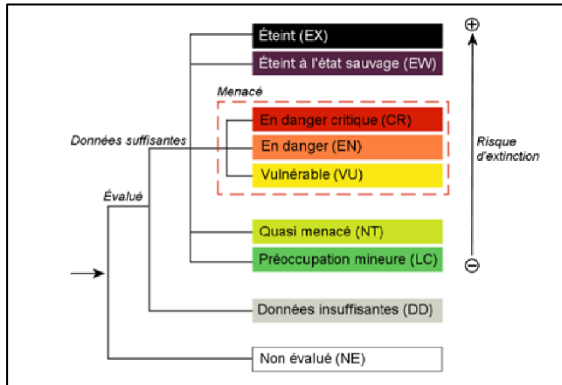 Éteint (EX)
Éteint à l'état sauvage (EW)
Menacé
En danger critique (CR)
Données suffisantes
En danger (EN)
Risque
d'extinction
Vulnérable (VU)
Évalué
Quasi menacé (NT)
Préoccupation mineure (LC)
Données insuffisantes (DD)
Non évalué (NE)